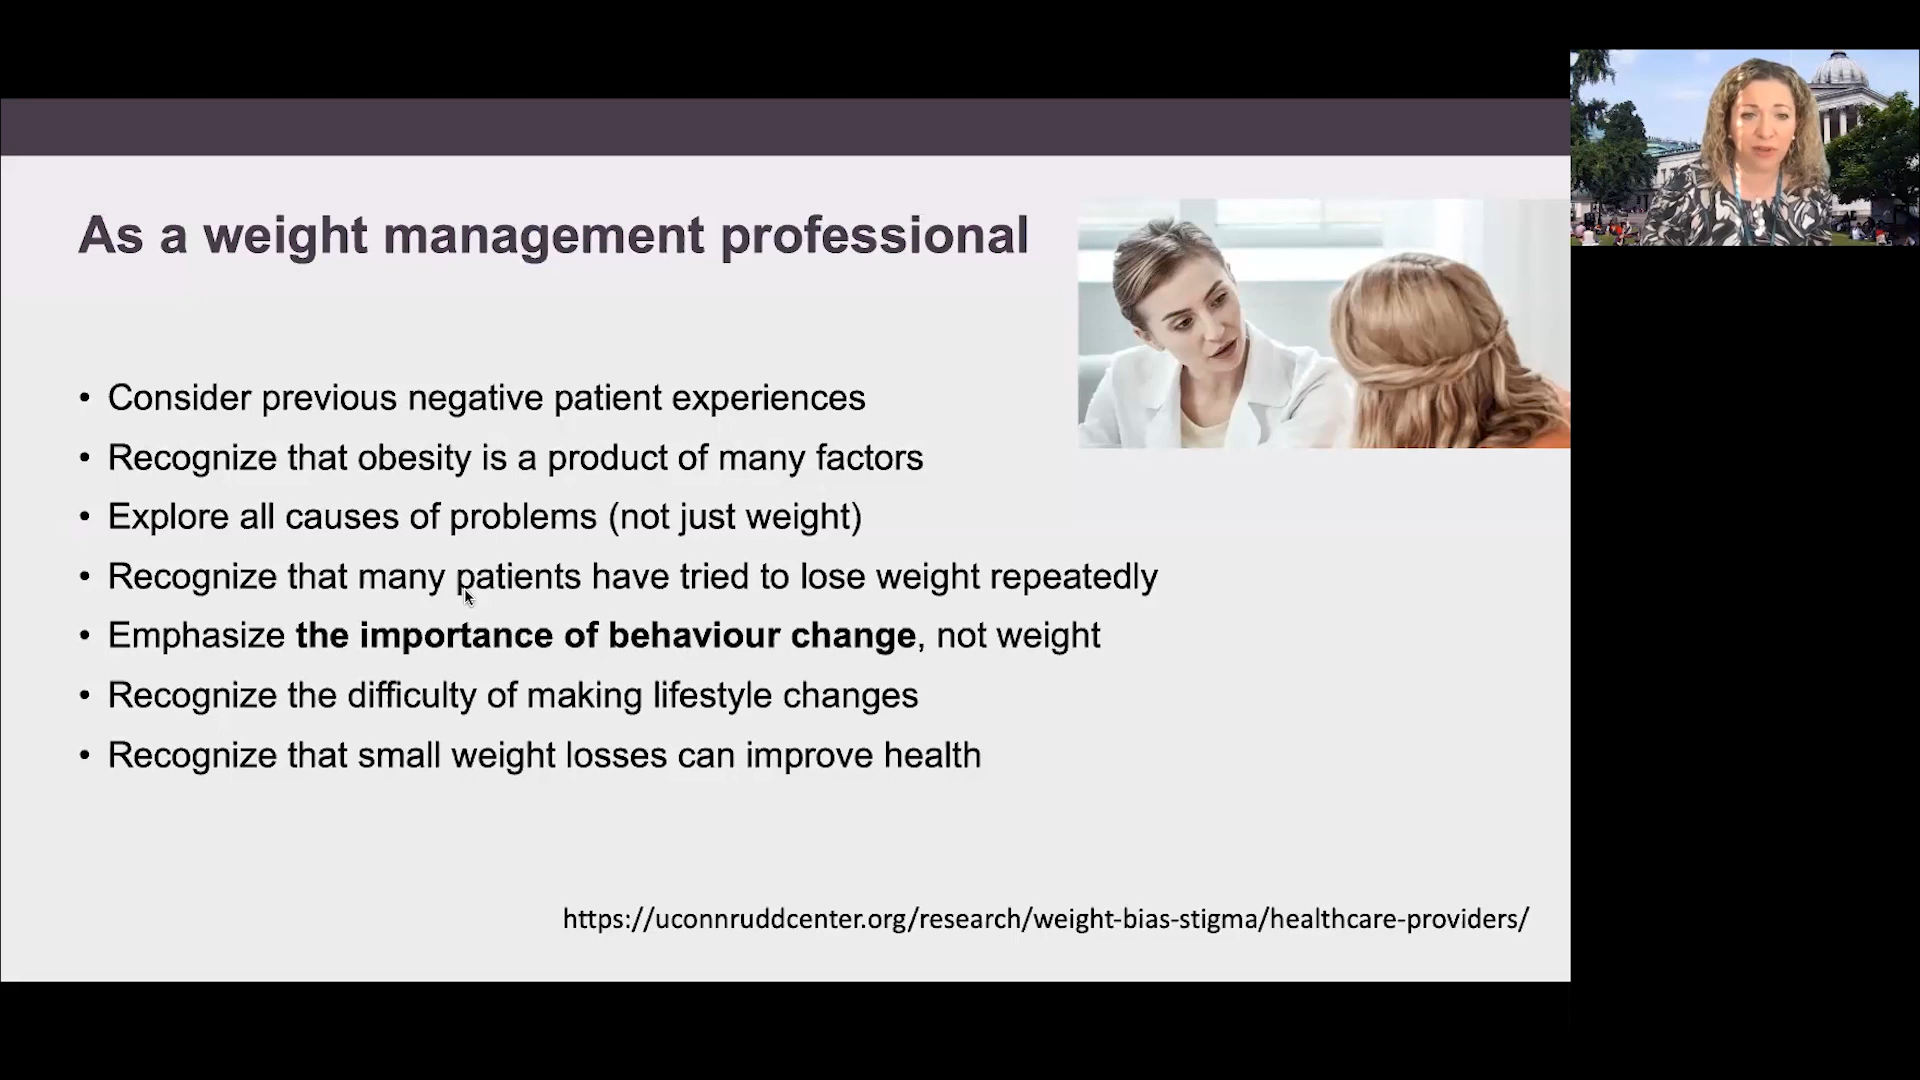 As a weight management professional
• Consider previous negative patient experiences
• Recognize that obesity is a product of many factors
• Explore all causes of problems (not just weight)
• Recognize that many patients have tried to lose weight repeatedly
• Emphasize the importance of behaviour change, not weight
• Recognize the difficulty of making lifestyle changes
• Recognize that small weight losses can improve health
https://uconnruddcenter.org/research/weight-bias-stigma/healthcare-providers/